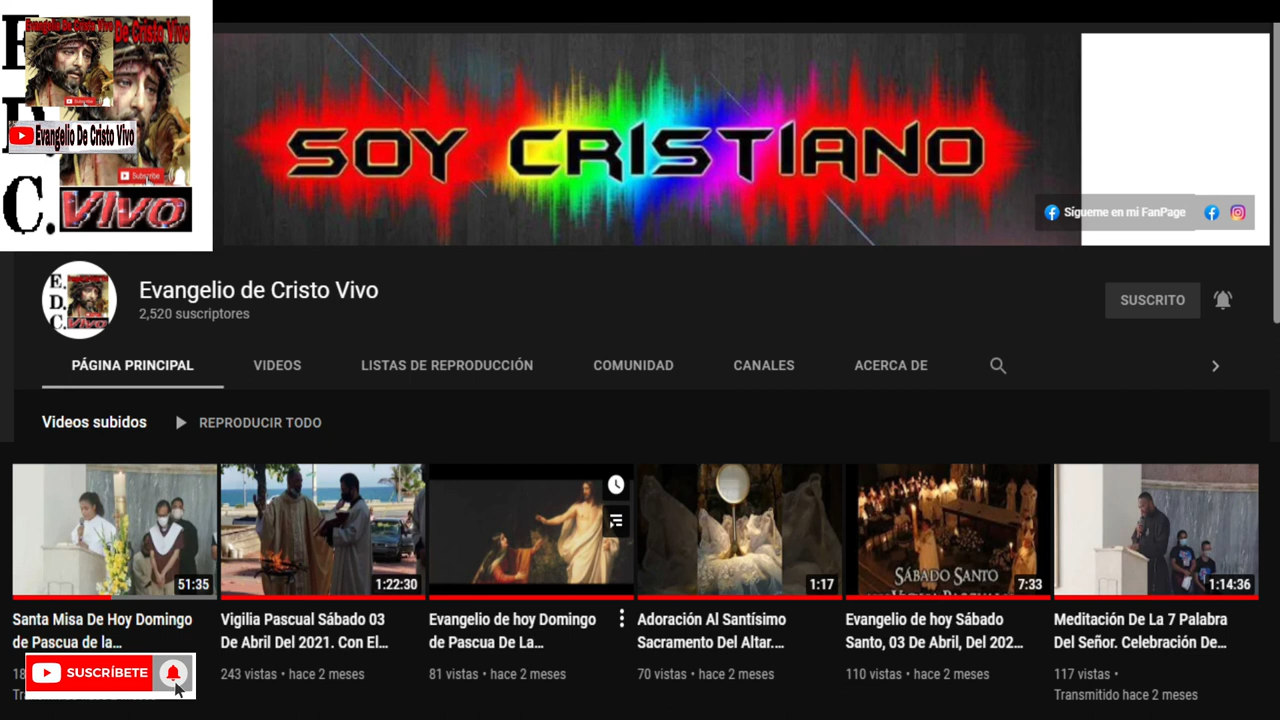 E
Evangelio De Cristo Vivo De Cristo Vivo
Subscribe
Evangelio De Cristo Vivo
Subscribe
C. Vivo
SOY CRISTIANO
Sígueme en mi FanPage
E.
D.
C. Vivo
Evangelio de Cristo Vivo
2,520 suscriptores
SUSCRITO
PÁGINA PRINCIPAL VIDEOS LISTAS DE REPRODUCCIÓN COMUNIDAD CANALES ACERCA DE
Videos subidos REPRODUCIR TODO
51:35
1:22:30
1:17
SÁBADO SANTO
7:33
1:14:36
Santa Misa De Hoy Domingo
de Pascua de la...
18
Vigilia Pascual Sábado 03
De Abril Del 2021. Con El...
243 vistas • hace 2 meses
Evangelio de hoy Domingo
de Pascua De La...
81 vistas • hace 2 meses
Adoración Al Santísimo
Sacramento Del Altar....
70 vistas • hace 2 meses
Evangelio de hoy Sábado
Santo, 03 De Abril, Del 202...
110 vistas • hace 2 meses
Meditación De La 7 Palabra
Del Señor. Celebración De...
117 vistas •
Transmitido hace 2 meses
SUSCRÍBETE